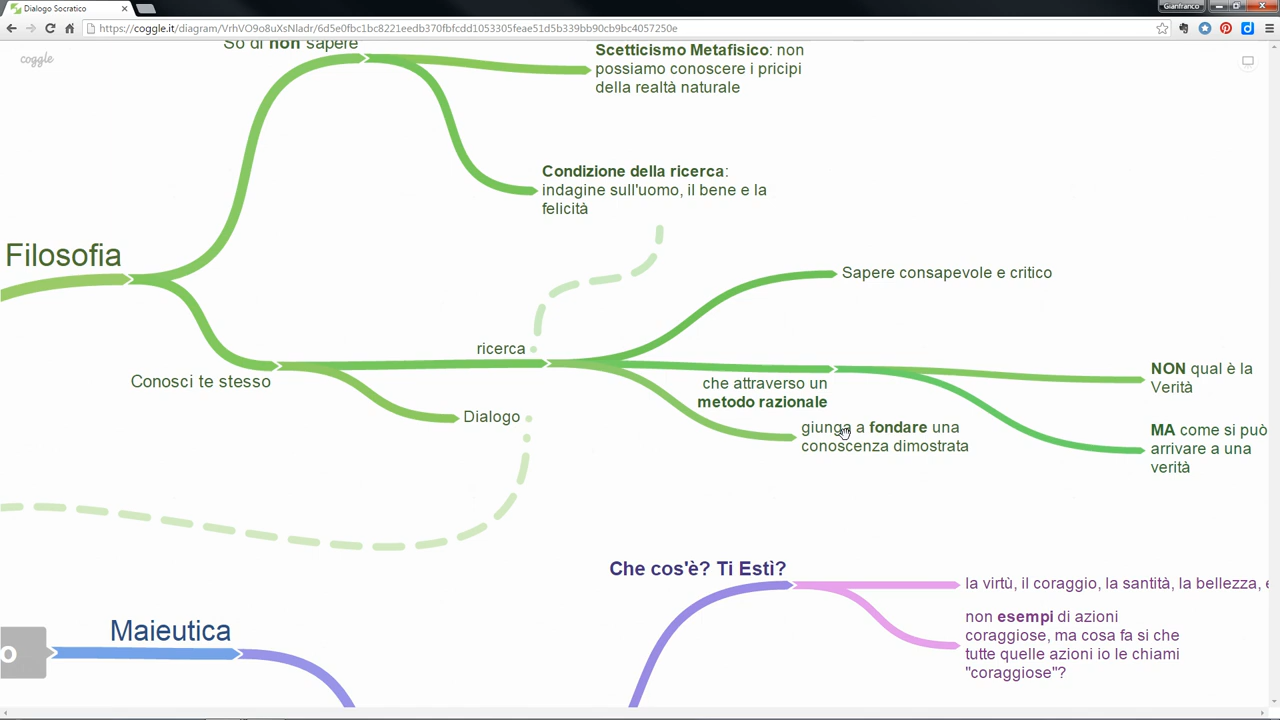 Dialogo Socratico
Gianfranco
https://coggle.it/diagram/VrhVO9o8uXsNladr/6d5e0fbc1bc8221eedb370fbfcdd1053305feae51d5b339bb90cb9bc4057250e
coggle
So di non sapere
Scetticismo Metafisico: non
possiamo conoscere i pricipi
della realtà naturale
Condizione della ricerca:
indagine sull'uomo, il bene e la
felicità
Filosofia
Sapere consapevole e critico
ricerca
Conosci te stesso
che attraverso un
metodo razionale
NON qual è la
Verità
Dialogo
giunga a fondare una
conoscenza dimostrata
MA come si può
arrivare a una
verità
Che cos'è? Ti Estì?
la virtù, il coraggio, la santità, la bellezza,
non esempi di azioni
coraggiose, ma cosa fa si che
tutte quelle azioni io le chiami
"coraggiose"?
Maieutica
o